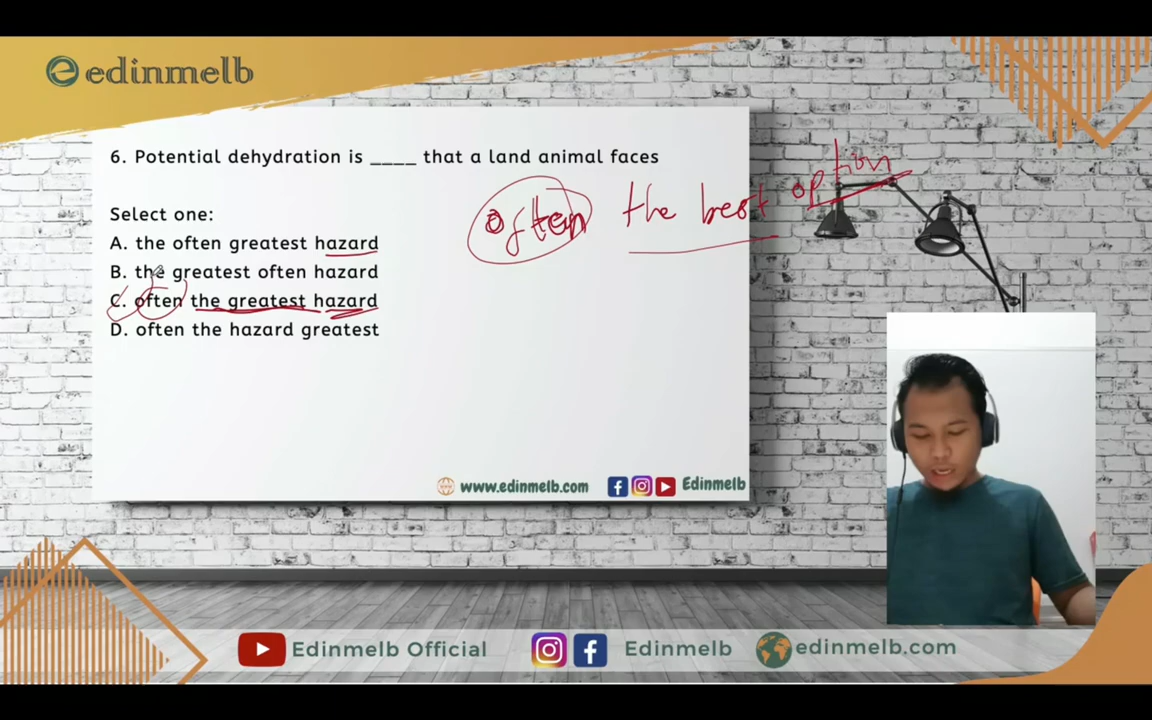 edinmelb
6. Potential dehydration is ____ that a land animal faces
often the best option
Select one:
A. the often greatest hazard
B. the greatest often hazard
C. often the greatest hazard
D. often the hazard greatest
www.edinmelb.com Edinmelb
Edinmelb Official Edinmelb edinmelb.com